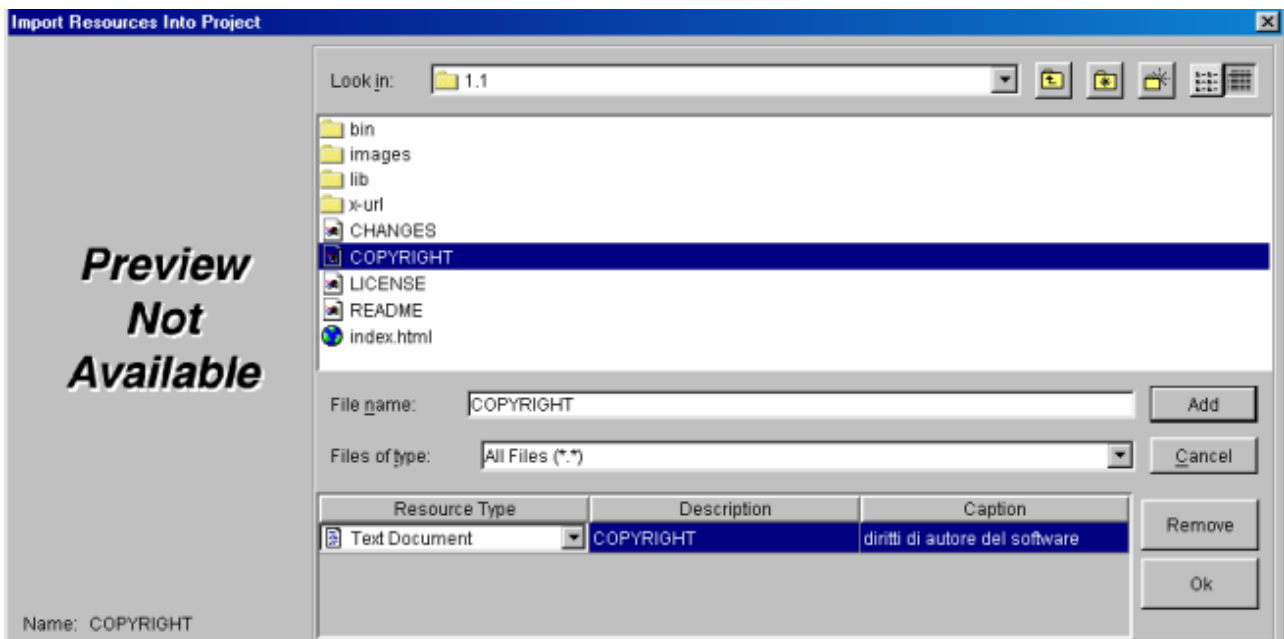 Import Resources Into Project
Look in: 1.1
bin
images
lib
x-url
CHANGES
COPYRIGHT
LICENSE
README
index.html
Preview
Not
Available
File name: COPYRIGHT Add
Files of type: All Files (*.*) Cancel
Resource Type Description Caption
Text Document COPYRIGHT diritti di autore del software
Remove
Ok
Name: COPYRIGHT